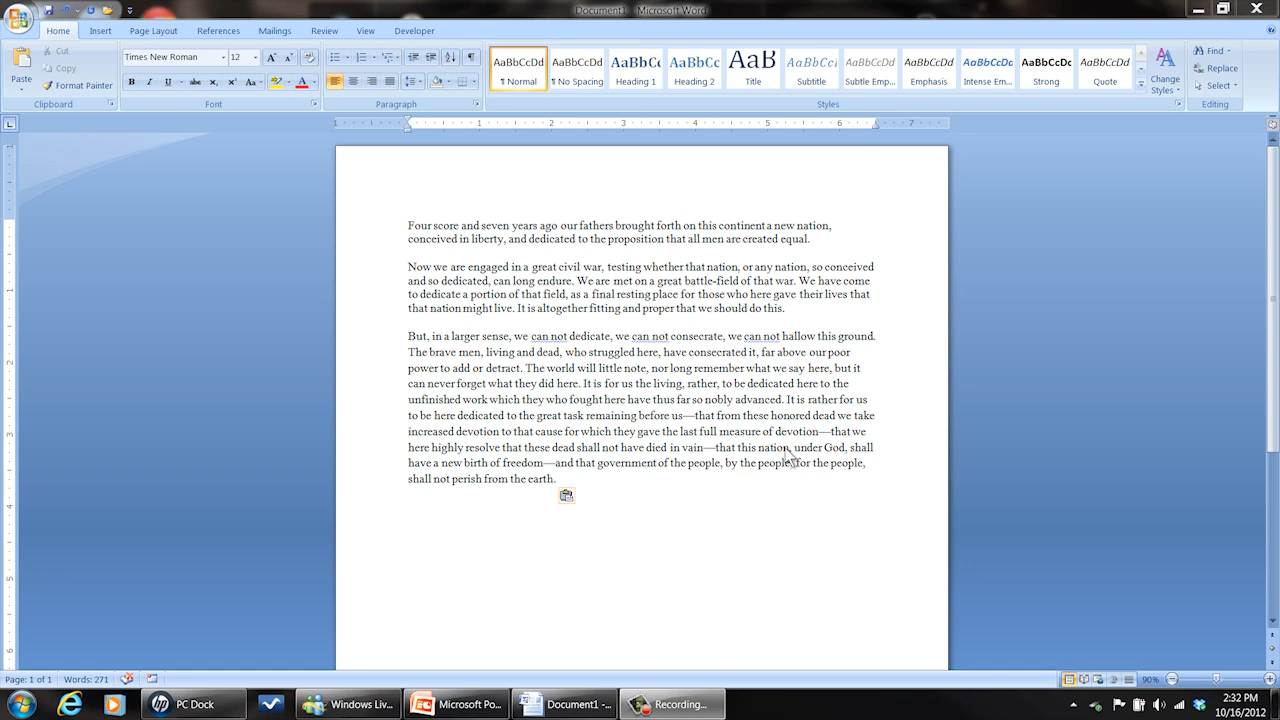 Document1 - Microsoft Word
Home Insert Page Layout References Mailings Review View Developer
Paste
Cut
Copy
Format Painter
Clipboard
Times New Roman 12
B I U abc x₂ x² Aa A
Font
Paragraph
AaBbCcDd AaBbCcDd AaBbCc AaBbCc AaB AaBbCcI AaBbCcDd AaBbCcDd AaBbCcDc AaBbCcDc AaBbCcDd
¶ Normal ¶ No Spacing Heading 1 Heading 2 Title Subtitle Subtle Emp... Emphasis Intense Em... Strong Quote
Change
Styles
Styles
Find
Replace
Select
Editing
1 1 2 3 4 5 6 7
Four score and seven years ago our fathers brought forth on this continent a new nation,
conceived in liberty, and dedicated to the proposition that all men are created equal.
Now we are engaged in a great civil war, testing whether that nation, or any nation, so conceived
and so dedicated, can long endure. We are met on a great battle-field of that war. We have come
to dedicate a portion of that field, as a final resting place for those who here gave their lives that
that nation might live. It is altogether fitting and proper that we should do this.
But, in a larger sense, we can not dedicate, we can not consecrate, we can not hallow this ground.
The brave men, living and dead, who struggled here, have consecrated it, far above our poor
power to add or detract. The world will little note, nor long remember what we say here, but it
can never forget what they did here. It is for us the living, rather, to be dedicated here to the
unfinished work which they who fought here have thus far so nobly advanced. It is rather for us
to be here dedicated to the great task remaining before us—that from these honored dead we take
increased devotion to that cause for which they gave the last full measure of devotion—that we
here highly resolve that these dead shall not have died in vain—that this nation, under God, shall
have a new birth of freedom—and that government of the people, by the people, for the people,
shall not perish from the earth.
Page: 1 of 1 Words: 271 90%
PC Dock Windows Liv... Microsoft Po... Document1 -... Recording...
2:32 PM
10/16/2012